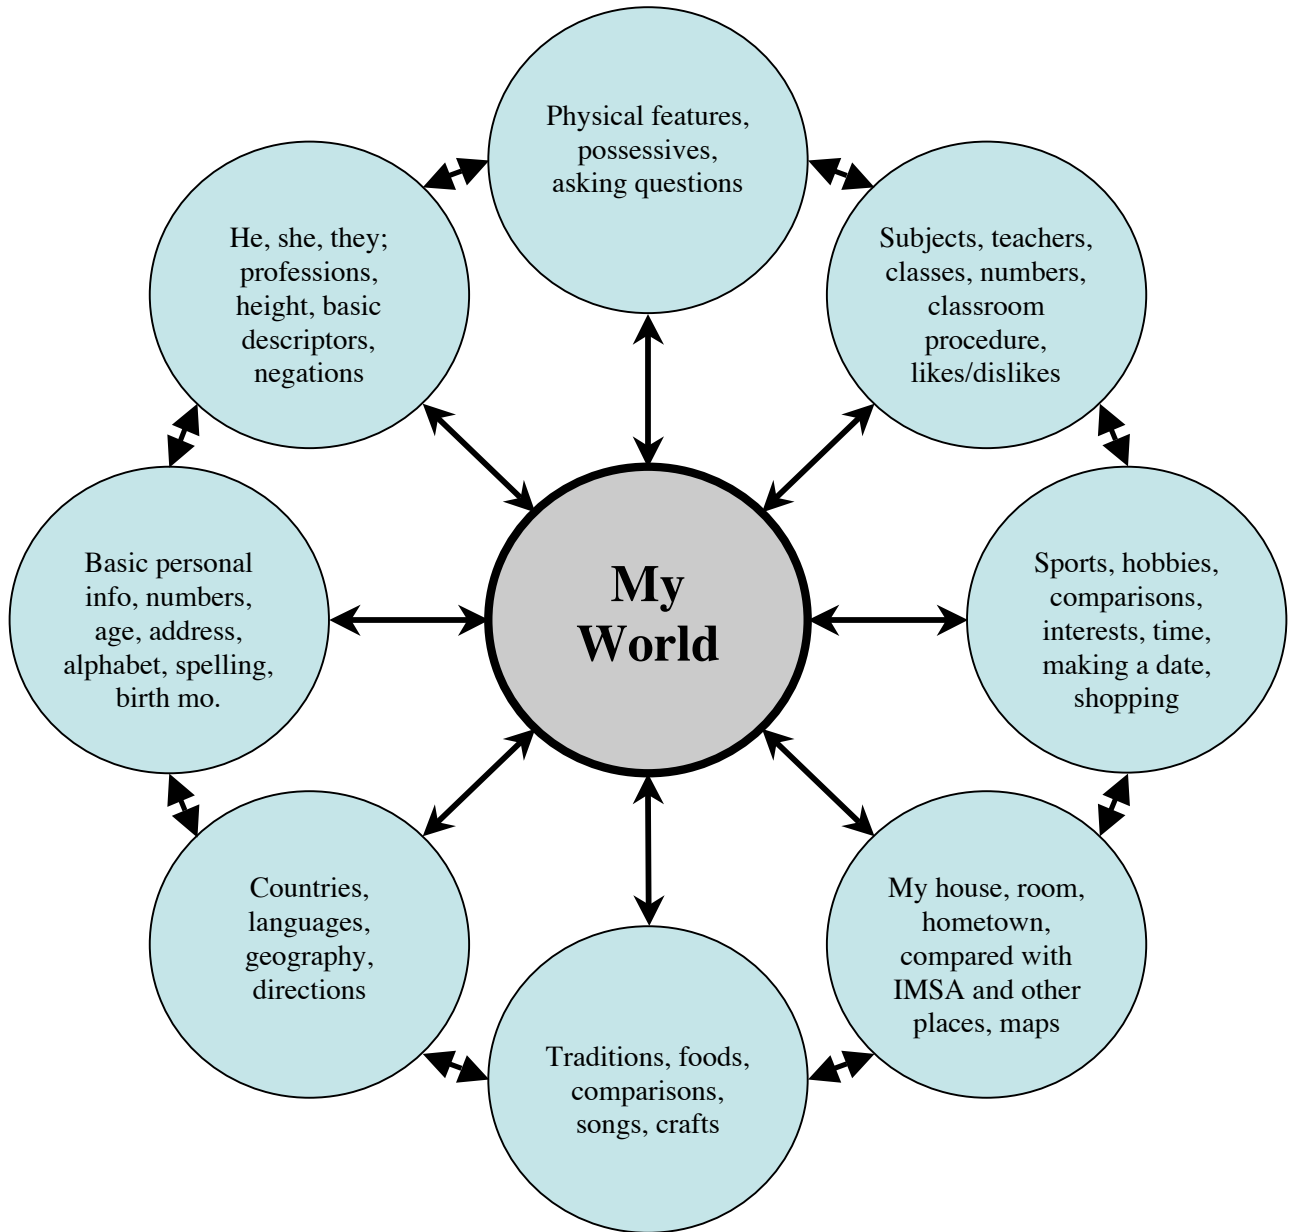 Physical features,
possessives,
asking questions
He, she, they;
professions,
height, basic
descriptors,
negations
Subjects, teachers,
classes, numbers,
classroom
procedure,
likes/dislikes
Basic personal
info, numbers,
age, address,
alphabet, spelling,
birth mo.
My
World
Sports, hobbies,
comparisons,
interests, time,
making a date,
shopping
Countries,
languages,
geography,
directions
My house, room,
hometown,
compared with
IMSA and other
places, maps
Traditions, foods,
comparisons,
songs, crafts